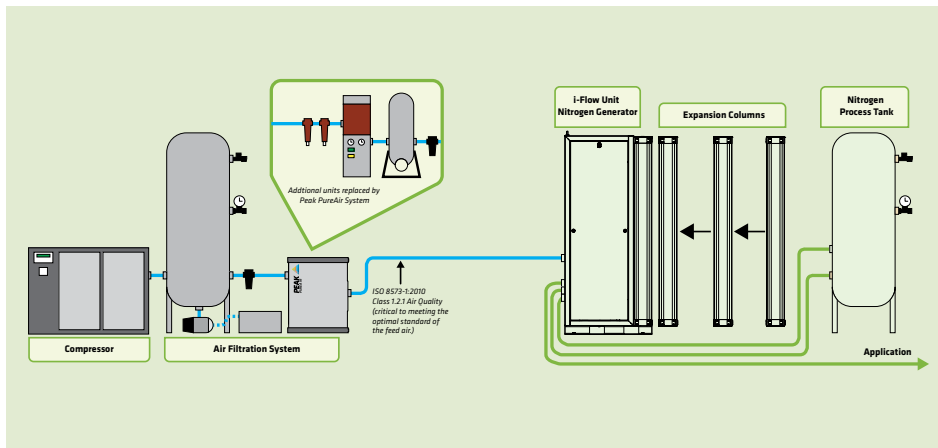 i-Flow Unit
Nitrogen Generator
Expansion Columns
Nitrogen
Process Tank
Addtional units replaced by
Peak PureAir System
PEAK
ISO 8573-1:2010
Class 1.2.1 Air Quality
(critical to meeting the
optimal standard of
the feed air.)
Compressor
Air Filtration System
Application